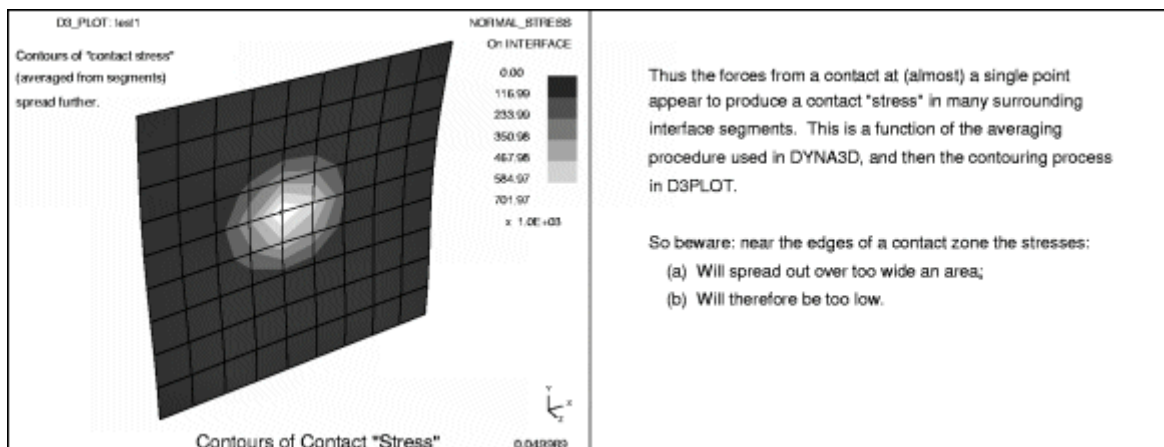 D3_PLOT: test1
Contours of "contact stress"
(averaged from segments)
spread further.
NORMAL_STRESS
On INTERFACE
0.00
116.99
233.99
350.98
467.98
584.97
701.97
x 1.0E+03
Y
X
Z
Contours of Contact "Stress"
0.049989
Thus the forces from a contact at (almost) a single point
appear to produce a contact "stress" in many surrounding
interface segments. This is a function of the averaging
procedure used in DYNA3D, and then the contouring process
in D3PLOT.
So beware: near the edges of a contact zone the stresses:
(a) Will spread out over too wide an area;
(b) Will therefore be too low.